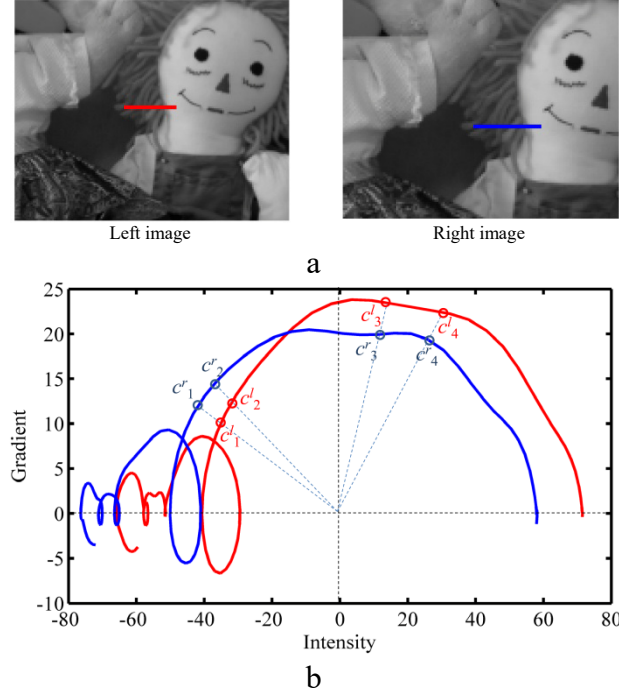 Left image
Right image
a
25
20
15
10
5
0
-5
-10
Gradient
c^l_3
c^l_4
c^r_3
c^r_4
c^r_2
c^r_1
c^l_2
c^l_1
-80 -60 -40 -20 0 20 40 60 80
Intensity
b